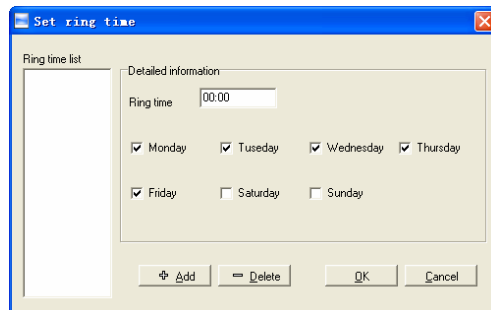 Set ring time
Ring time list
Detailed information
Ring time 00:00
Monday Tuseday Wednesday Thursday
Friday Saturday Sunday
Add Delete OK Cancel